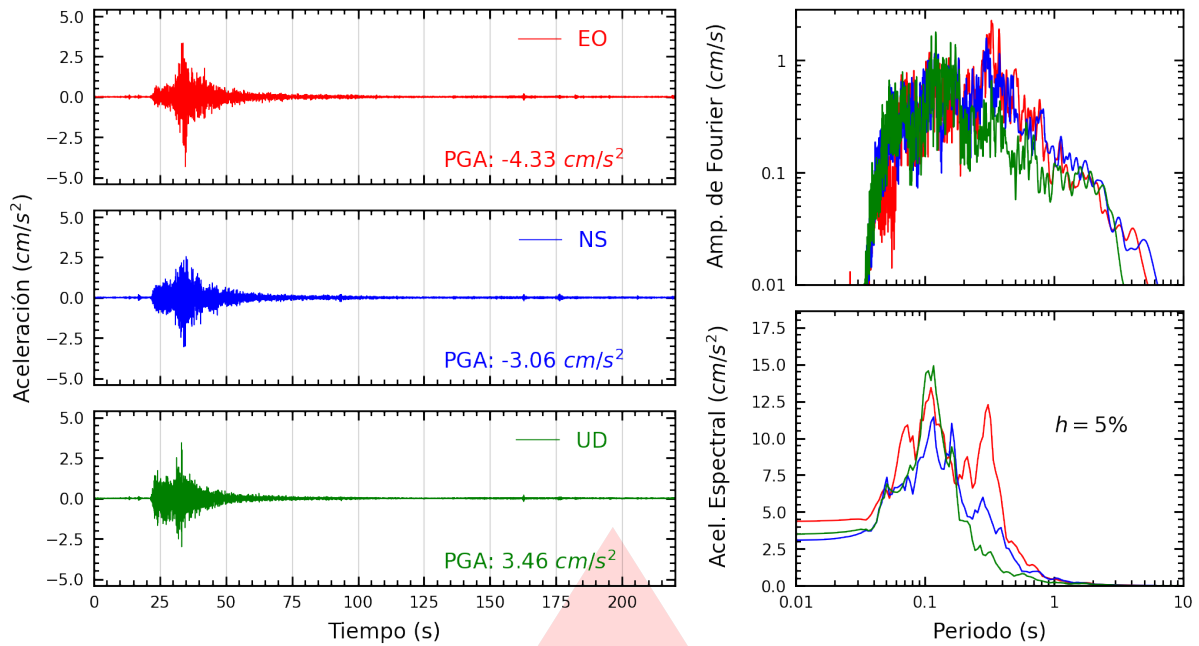 5.0
2.5
0.0
−2.5
−5.0
EO
PGA: -4.33 cm/s²
5.0
2.5
0.0
−2.5
−5.0
NS
PGA: -3.06 cm/s²
5.0
2.5
0.0
−2.5
−5.0
UD
PGA: 3.46 cm/s²
Aceleración (cm/s²)
0 25 50 75 100 125 150 175 200
Tiempo (s)
Amp. de Fourier (cm/s)
1
0.1
0.01
Acel. Espectral (cm/s²)
17.5
15.0
12.5
10.0
7.5
5.0
2.5
0.0
h = 5%
0.01 0.1 1 10
Periodo (s)